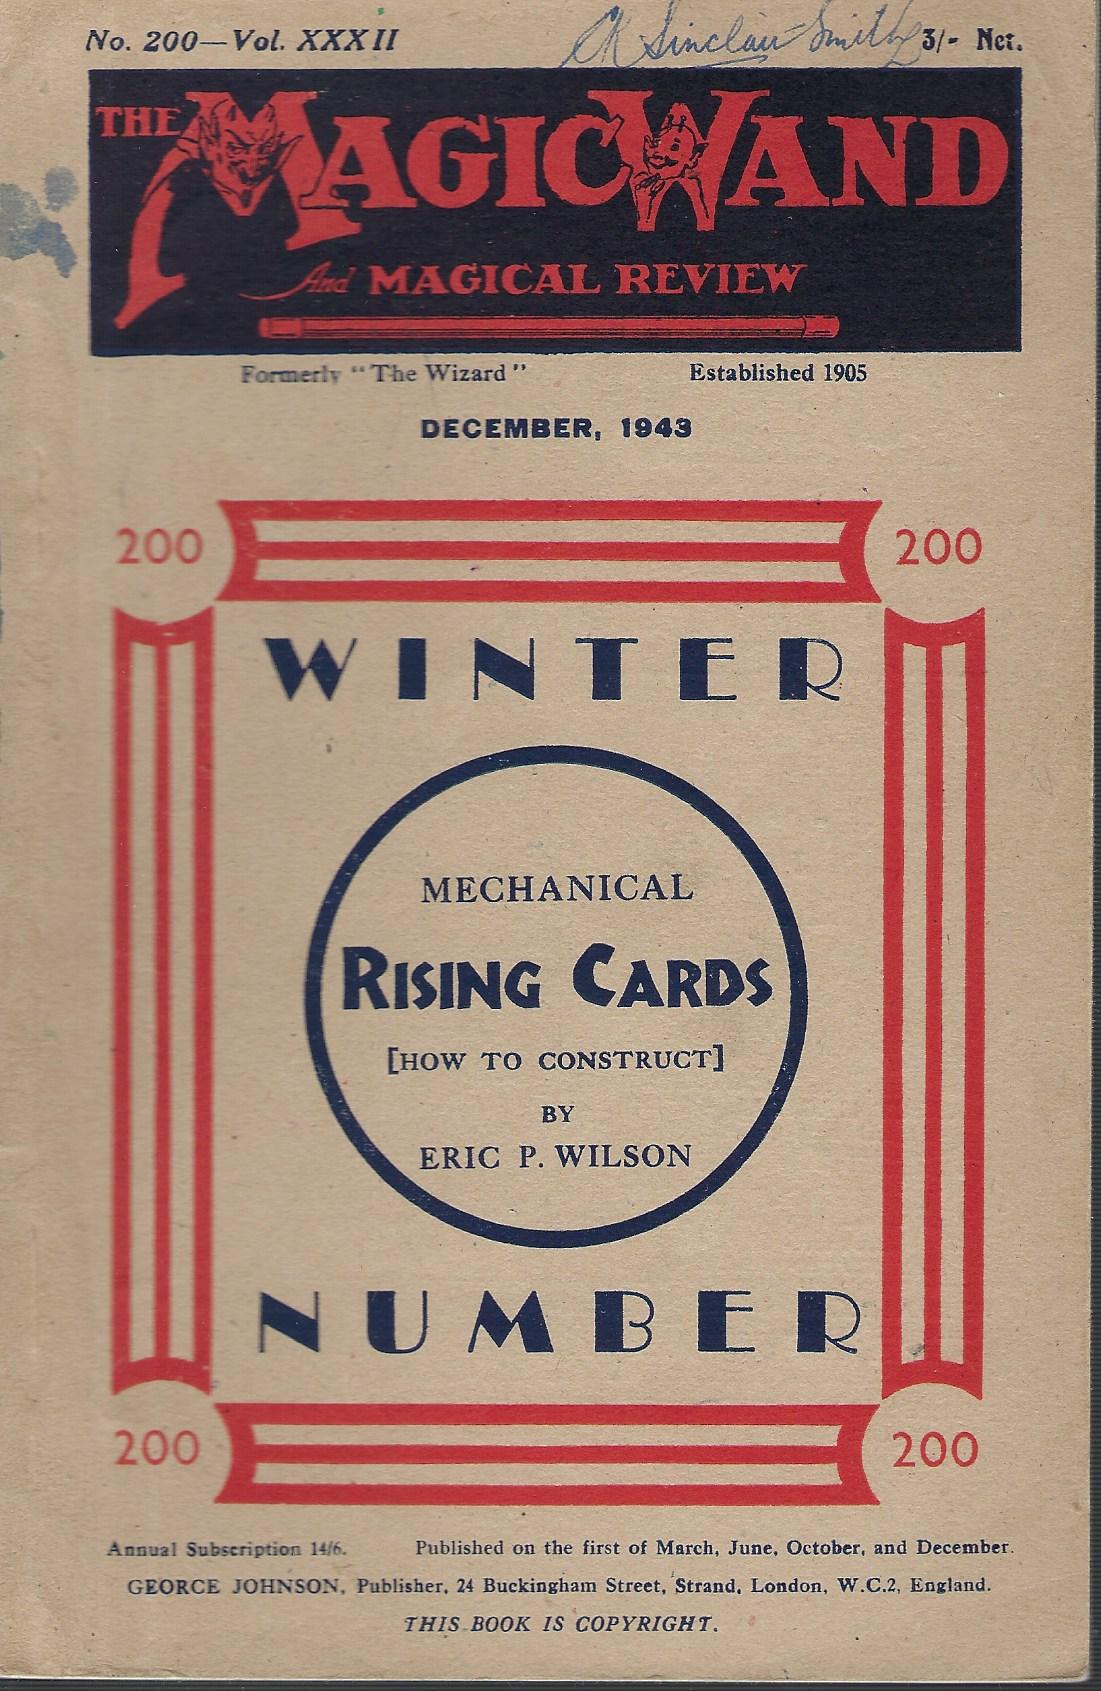 No. 200—Vol. XXXII
CK Sinclair Smith 3/- Net.
THE MAGIC WAND
And MAGICAL REVIEW
Formerly "The Wizard" Established 1905
DECEMBER, 1943
200 200
WINTER
MECHANICAL
RISING CARDS
[HOW TO CONSTRUCT]
BY
ERIC P. WILSON
NUMBER
200 200
Annual Subscription 14/6. Published on the first of March, June, October, and December.
GEORGE JOHNSON, Publisher, 24 Buckingham Street, Strand, London, W.C.2, England.
THIS BOOK IS COPYRIGHT.